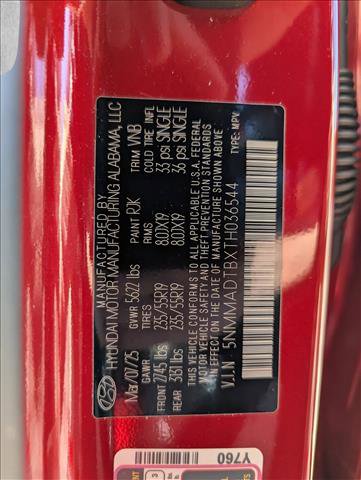 MANUFACTURED BY
HYUNDAI MOTOR MANUFACTURING ALABAMA, LLC
Mar/01/25 GVWR 5622 lbs PAINT RJK TRIM VNB
GAWR TIRES: RIMS: COLD TIRE INFL
FRONT 2745 lbs 235/55R19 8.0JX19 33 psi SINGLE
REAR 3131 lbs 235/55R19 8.0JX19 36 psi SINGLE
THIS VEHICLE CONFORMS TO ALL APPLICABLE U.S.A. FEDERAL
MOTOR VEHICLE SAFETY AND THEFT PREVENTION STANDARDS
IN EFFECT ON THE DATE OF MANUFACTURE SHOWN ABOVE.
V.I.N: 5NMMADTBXTH036544 TYPE: MPV
Y760